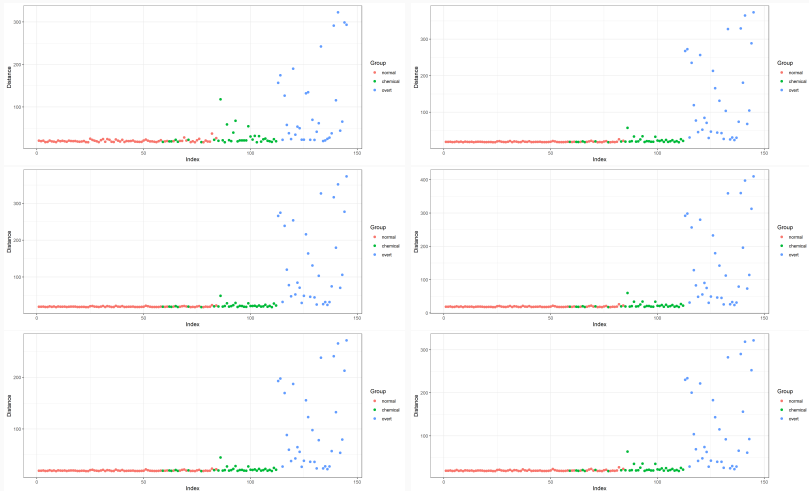 300
200
100
0
50
100
150
Index
Distance
Group
normal
chemical
overt
300
200
100
0
50
100
150
Index
Distance
Group
normal
chemical
overt
300
200
100
0
50
100
150
Index
Distance
Group
normal
chemical
overt
400
300
200
100
0
0
50
100
150
Index
Distance
Group
normal
chemical
overt
200
100
0
50
100
150
Index
Distance
Group
normal
chemical
overt
300
200
100
0
50
100
150
Index
Distance
Group
normal
chemical
overt